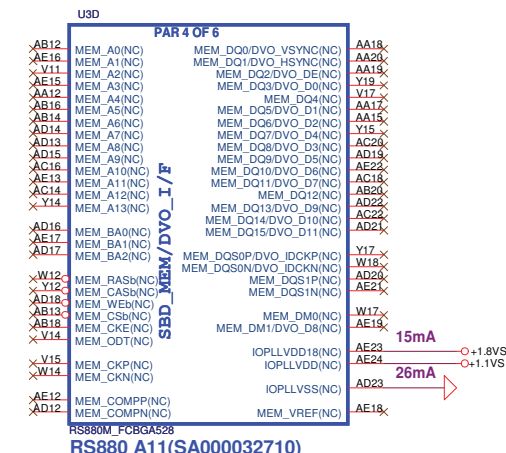 U3D
PAR 4 OF 6
AB12 MEM_A0(NC) MEM_DQ0/DVO_VSYNC(NC) AA18
AE16 MEM_A1(NC) MEM_DQ1/DVO_HSYNC(NC) AA20
V11 MEM_A2(NC) MEM_DQ2/DVO_DE(NC) AA19
AE15 MEM_A3(NC) MEM_DQ3/DVO_D0(NC) Y19
AA12 MEM_A4(NC) MEM_DQ4(NC) V17
AB16 MEM_A5(NC) MEM_DQ5/DVO_D1(NC) AA17
AB14 MEM_A6(NC) MEM_DQ6/DVO_D2(NC) AA15
AD14 MEM_A7(NC) MEM_DQ7/DVO_D4(NC) Y15
AD13 MEM_A8(NC) MEM_DQ8/DVO_D3(NC) AC20
AD15 MEM_A9(NC) MEM_DQ9/DVO_D5(NC) AD19
AC16 MEM_A10(NC) MEM_DQ10/DVO_D6(NC) AE22
AE13 MEM_A11(NC) MEM_DQ11/DVO_D7(NC) AC18
AC14 MEM_A12(NC) MEM_DQ12(NC) AB20
Y14 MEM_A13(NC) MEM_DQ13/DVO_D9(NC) AD22
MEM_DQ14/DVO_D10(NC) AC22
AD16 MEM_BA0(NC) MEM_DQ15/DVO_D11(NC) AD21
AE17 MEM_BA1(NC)
AD17 MEM_BA2(NC) MEM_DQS0P/DVO_IDCKP(NC) Y17
MEM_DQS0N/DVO_IDCKN(NC) W18
W12 MEM_RASb(NC) MEM_DQS1P(NC) AD20
Y12 MEM_CASb(NC) MEM_DQS1N(NC) AE21
AD18 MEM_WEb(NC)
AB13 MEM_CSb(NC) MEM_DM0(NC) W17
AB18 MEM_CKE(NC) MEM_DM1/DVO_D8(NC) AE19
V14 MEM_ODT(NC)
SBD_MEM/DVO_I/F
15mA
IOPLLVDD18(NC) AE23 +1.8VS
V15 MEM_CKP(NC) IOPLLVDD(NC) AE24 +1.1VS
W14 MEM_CKN(NC)
26mA
IOPLLVSS(NC) AD23
AE12 MEM_COMPP(NC)
AD12 MEM_COMPN(NC) MEM_VREF(NC) AE18
RS880M_FCBGA528
RS880 A11(SA000032710)